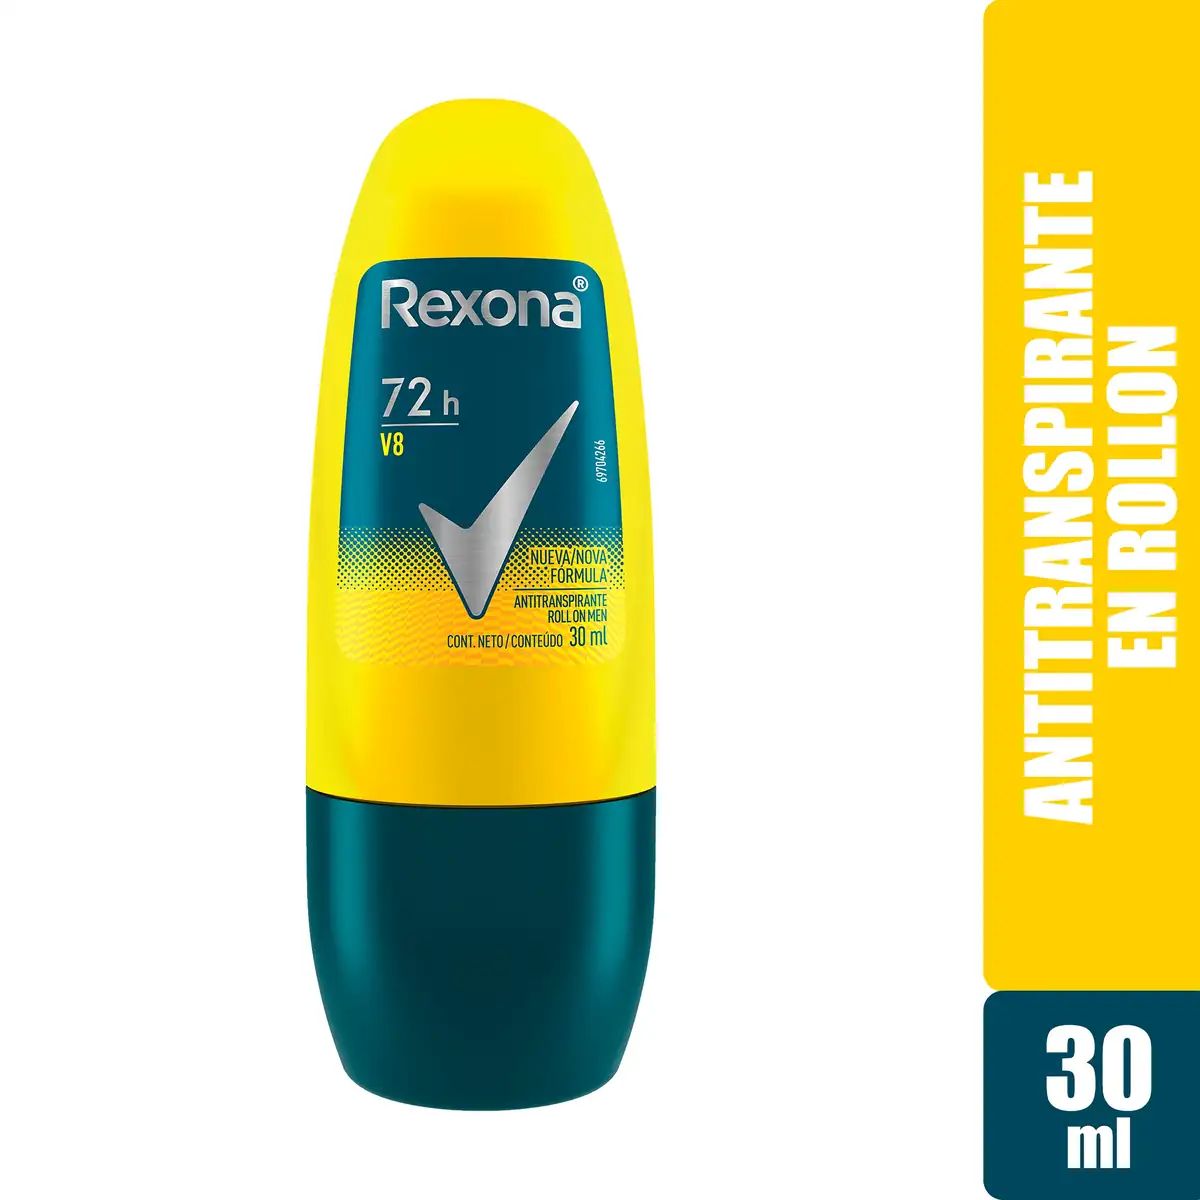 Rexona®
72 h
V8
69704266
NUEVA/NOVA
FÓRMULA
ANTITRANSPIRANTE
ROLL ON MEN
CONT. NETO/CONTEÚDO 30 ml
ANTITRANSPIRANTE
EN ROLLON
30
ml